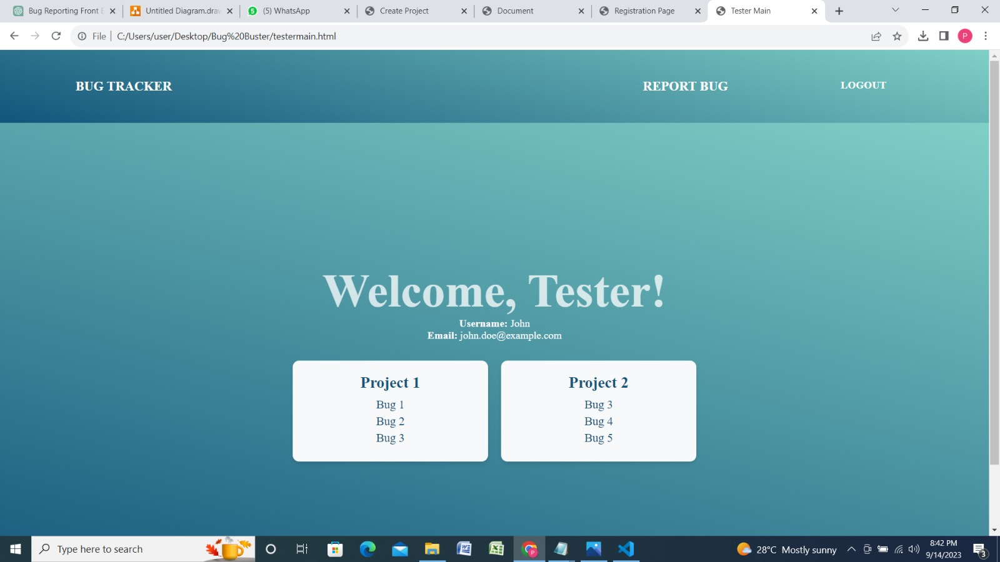 Bug Reporting Front E
Untitled Diagram.draw
5 (5) WhatsApp
Create Project
Document
Registration Page
Tester Main
File | C:/Users/user/Desktop/Bug%20Buster/testermain.html
P
BUG TRACKER
REPORT BUG
LOGOUT
Welcome, Tester!
Username: John
Email: john.doe@example.com
Project 1
Bug 1
Bug 2
Bug 3
Project 2
Bug 3
Bug 4
Bug 5
Type here to search
28°C Mostly sunny
8:42 PM
9/14/2023
3